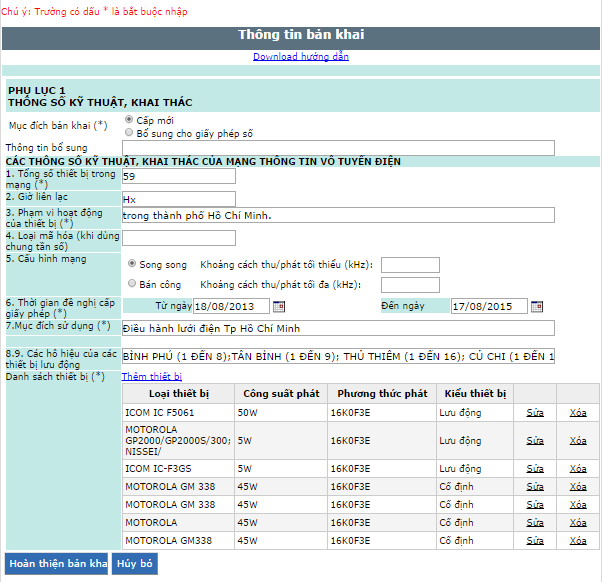 Chú ý: Trường có dấu * là bắt buộc nhập
Thông tin bản khai
Download hướng dẫn
PHỤ LỤC 1
THÔNG SỐ KỸ THUẬT, KHAI THÁC
Mục đích bản khai (*)
Cấp mới
Bổ sung cho giấy phép số
Thông tin bổ sung
CÁC THÔNG SỐ KỸ THUẬT, KHAI THÁC CỦA MẠNG THÔNG TIN VÔ TUYẾN ĐIỆN
1. Tổng số thiết bị trong
mạng (*)
59
2. Giờ liên lạc
Hx
3. Phạm vi hoạt động
của thiết bị (*)
trong thành phố Hồ Chí Minh.
4. Loại mã hóa (khi dùng
chung tần số)
5. Cấu hình mạng
Song song Khoảng cách thu/phát tối thiểu (kHz):
Bán công Khoảng cách thu/phát tối đa (kHz):
6. Thời gian đề nghị cấp
giấy phép (*)
Từ ngày 18/08/2013 Đến ngày 17/08/2015
7.Mục đích sử dụng (*)
Điều hành lưới điện Tp Hồ Chí Minh
8.9. Các hô hiệu của các
thiết bị lưu động
BÌNH PHÚ (1 ĐẾN 8);TÂN BÌNH (1 ĐẾN 9); THỦ THIÊM (1 ĐẾN 16); CỦ CHI (1 ĐẾN 1
Danh sách thiết bị (*)
Thêm thiết bị
Loại thiết bị Công suất phát Phương thức phát Kiểu thiết bị
ICOM IC F5061 50W 16K0F3E Lưu động Sửa Xóa
MOTOROLA
GP2000/GP2000S/300;
NISSEI/
5W 16K0F3E Lưu động Sửa Xóa
ICOM IC-F3GS 5W 16K0F3E Lưu động Sửa Xóa
MOTOROLA GM 338 45W 16K0F3E Cố định Sửa Xóa
MOTOROLA GM 338 45W 16K0F3E Cố định Sửa Xóa
MOTOROLA 45W 16K0F3E Cố định Sửa Xóa
MOTOROLA GM338 45W 16K0F3E Cố định Sửa Xóa
Hoàn thiện bản kha Hủy bỏ